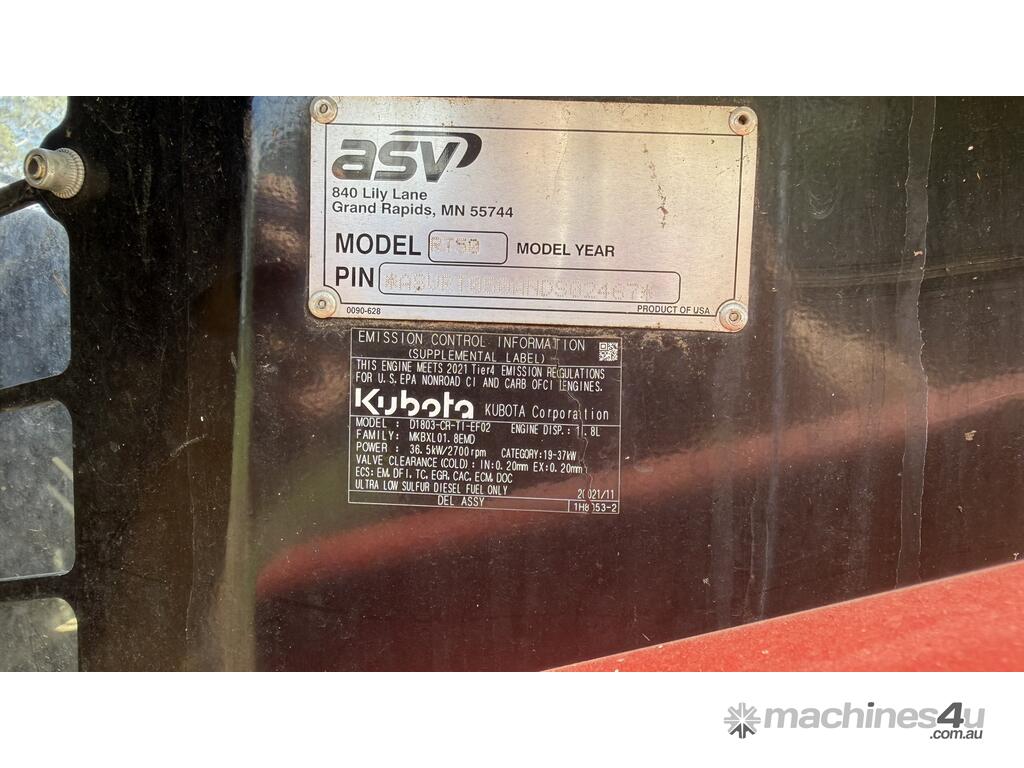 asv
840 Lily Lane
Grand Rapids, MN 55744
MODEL RT50 MODEL YEAR
PIN
0090-628 PRODUCT OF USA
EMISSION CONTROL INFORMATION
(SUPPLEMENTAL LABEL)
THIS ENGINE MEETS 2021 Tier4 EMISSION REGULATIONS
FOR U.S. EPA NONROAD CI AND CARB OFCI ENGINES.
Kubota KUBOTA Corporation
MODEL : D1803-CR-TI-EF02 ENGINE DISP.: 1.8L
FAMILY: MKBXL01.8EMD
POWER : 36.5kW/2700rpm CATEGORY:19-37kW
VALVE CLEARANCE (COLD) : IN:0.20mm EX:0.20mm
ECS: EM, DFI, TC, EGR, CAC, ECM, DOC
ULTRA LOW SULFUR DIESEL FUEL ONLY 2021/11
DEL ASSY 1H8053-2
machines4u
.com.au